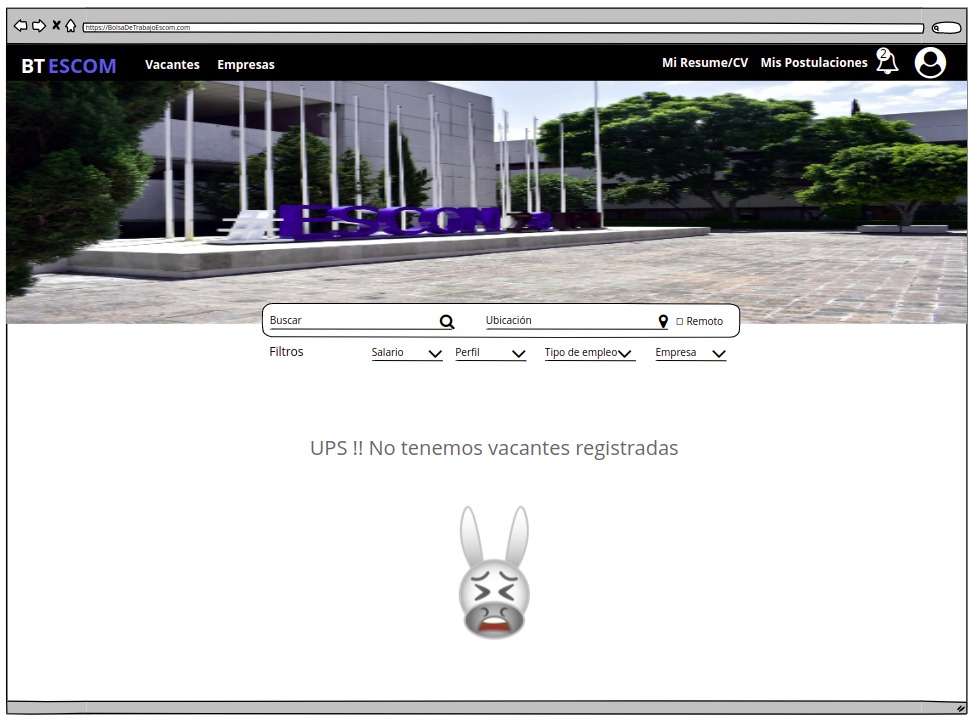 https://BolsaDeTrabajoEscom.com
BT ESCOM Vacantes Empresas Mi Resume/CV Mis Postulaciones 2
#ESCOM
Buscar Ubicación Remoto
Filtros Salario Perfil Tipo de empleo Empresa
UPS !! No tenemos vacantes registradas